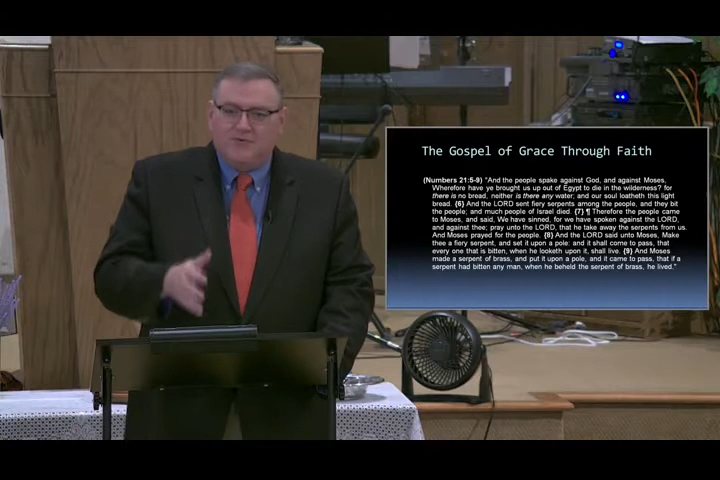 The Gospel of Grace Through Faith
(Numbers 21:5-9) "And the people spake against God, and against Moses,
Wherefore have ye brought us up out of Egypt to die in the wilderness? for
there is no bread, neither is there any water; and our soul loatheth this light
bread. {6} And the LORD sent fiery serpents among the people, and they bit
the people; and much people of Israel died. {7} ¶ Therefore the people came
to Moses, and said, We have sinned, for we have spoken against the LORD,
and against thee; pray unto the LORD, that he take away the serpents from us.
And Moses prayed for the people. {8} And the LORD said unto Moses, Make
thee a fiery serpent, and set it upon a pole: and it shall come to pass, that
every one that is bitten, when he looketh upon it, shall live. {9} And Moses
made a serpent of brass, and put it upon a pole, and it came to pass, that if a
serpent had bitten any man, when he beheld the serpent of brass, he lived."